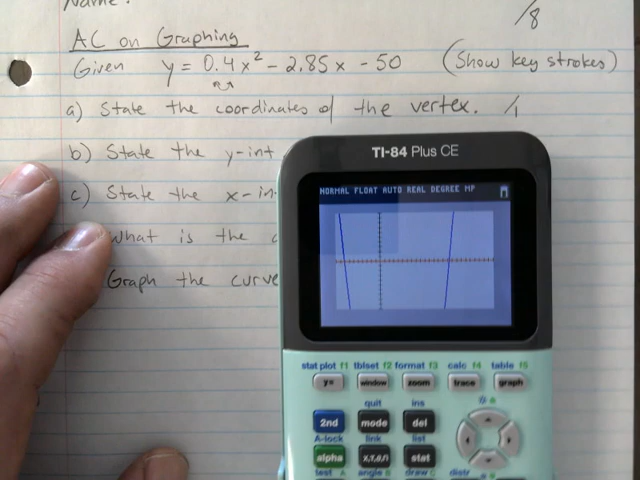 Name:
/8
AC on Graphing
Given y = 0.4x² - 2.85x - 50 (Show key strokes)
a) State the coordinates of the vertex. /1
b) State the y-int
c) State the x-in
What is the
Graph the curve
TI-84 Plus CE
NORMAL FLOAT AUTO REAL DEGREE MP
stat plot f1 tblset f2 format f3 calc f4 table f5
y= window zoom trace graph
quit ins
2nd mode del
A-lock link list
alpha X,T,θ,n stat
test A angle B draw C distr